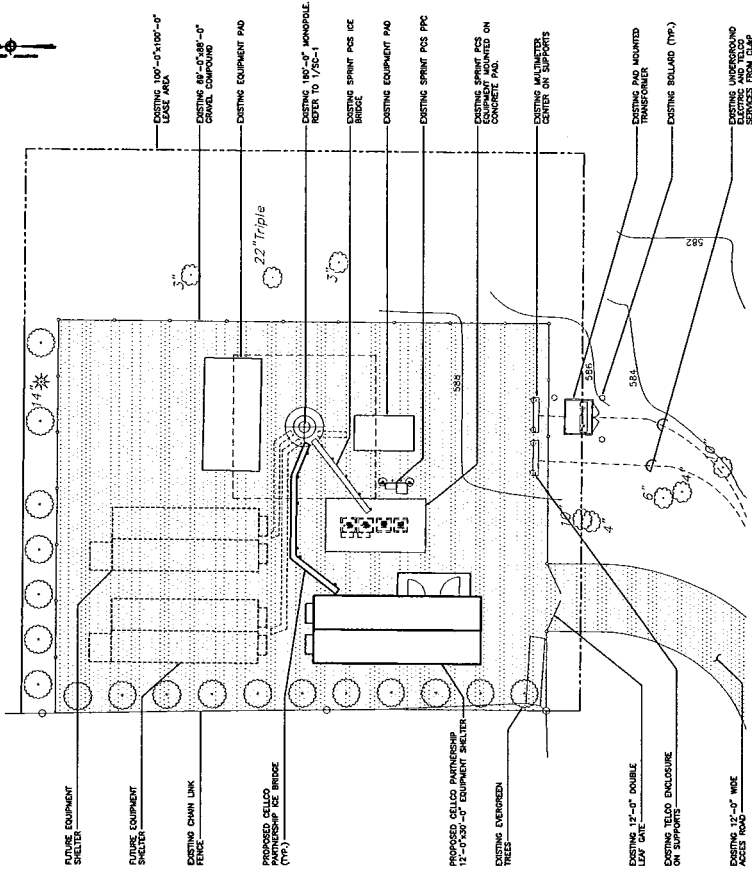 EXISTING 100'-0"x100'-0"
LEASE AREA
EXISTING 69'-0"x88'-0"
GRAVEL COMPOUND
EXISTING EQUIPMENT PAD
EXISTING 180'-0" MONOPOLE.
REFER TO 1/SC-1
EXISTING SPRINT PCS ICE
BRIDGE
EXISTING EQUIPMENT PAD
EXISTING SPRINT PCS PPC
EXISTING SPRINT PCS
EQUIPMENT MOUNTED ON
CONCRETE PAD.
EXISTING MULTIMETER
CENTER ON SUPPORTS
EXISTING PAD MOUNTED
TRANSFORMER
EXISTING BOLLARD (TYP.)
EXISTING UNDERGROUND
ELECTRIC AND TELCO
SERVICES FROM CL&P
14"
3"
22"Triple
3"
588
586
584
582
6"
4"
4"
FUTURE EQUIPMENT
SHELTER
FUTURE EQUIPMENT
SHELTER
EXISTING CHAIN LINK
FENCE
PROPOSED CELLCO
PARTNERSHIP ICE BRIDGE
(TYP.)
PROPOSED CELLCO PARTNERSHIP
12'-0"x30'-0" EQUIPMENT SHELTER
EXISTING EVERGREEN
TREES
EXISTING 12'-0" DOUBLE
LEAF GATE
EXISTING TELCO ENCLOSURE
ON SUPPORTS
EXISTING 12'-0" WIDE
ACCES ROAD